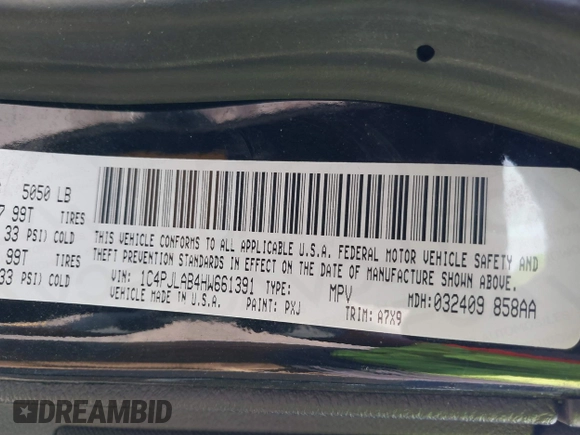 5050 LB
99T TIRES
33 PSI) COLD
99T TIRES
33 PSI) COLD
THIS VEHICLE CONFORMS TO ALL APPLICABLE U.S.A. FEDERAL MOTOR VEHICLE SAFETY AND
THEFT PREVENTION STANDARDS IN EFFECT ON THE DATE OF MANUFACTURE SHOWN ABOVE.
VIN: 1C4PJLAB4HW661391 TYPE: MPV MDH: 032409 858AA
VEHICLE MADE IN U.S.A. PAINT: PXJ TRIM: A7X9
DREAMBID